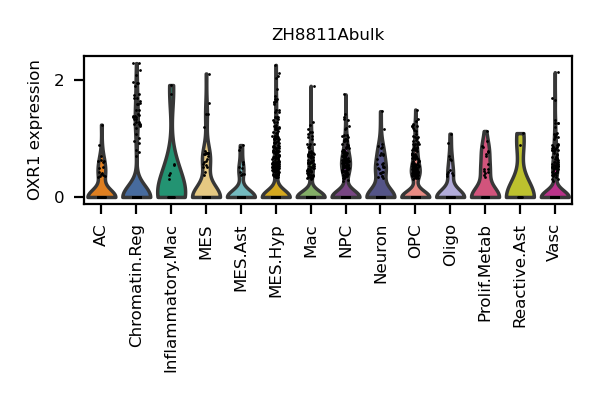 ZH8811Abulk
OXR1 expression
2
0
AC
Chromatin.Reg
Inflammatory.Mac
MES
MES.Ast
MES.Hyp
Mac
NPC
Neuron
OPC
Oligo
Prolif.Metab
Reactive.Ast
Vasc